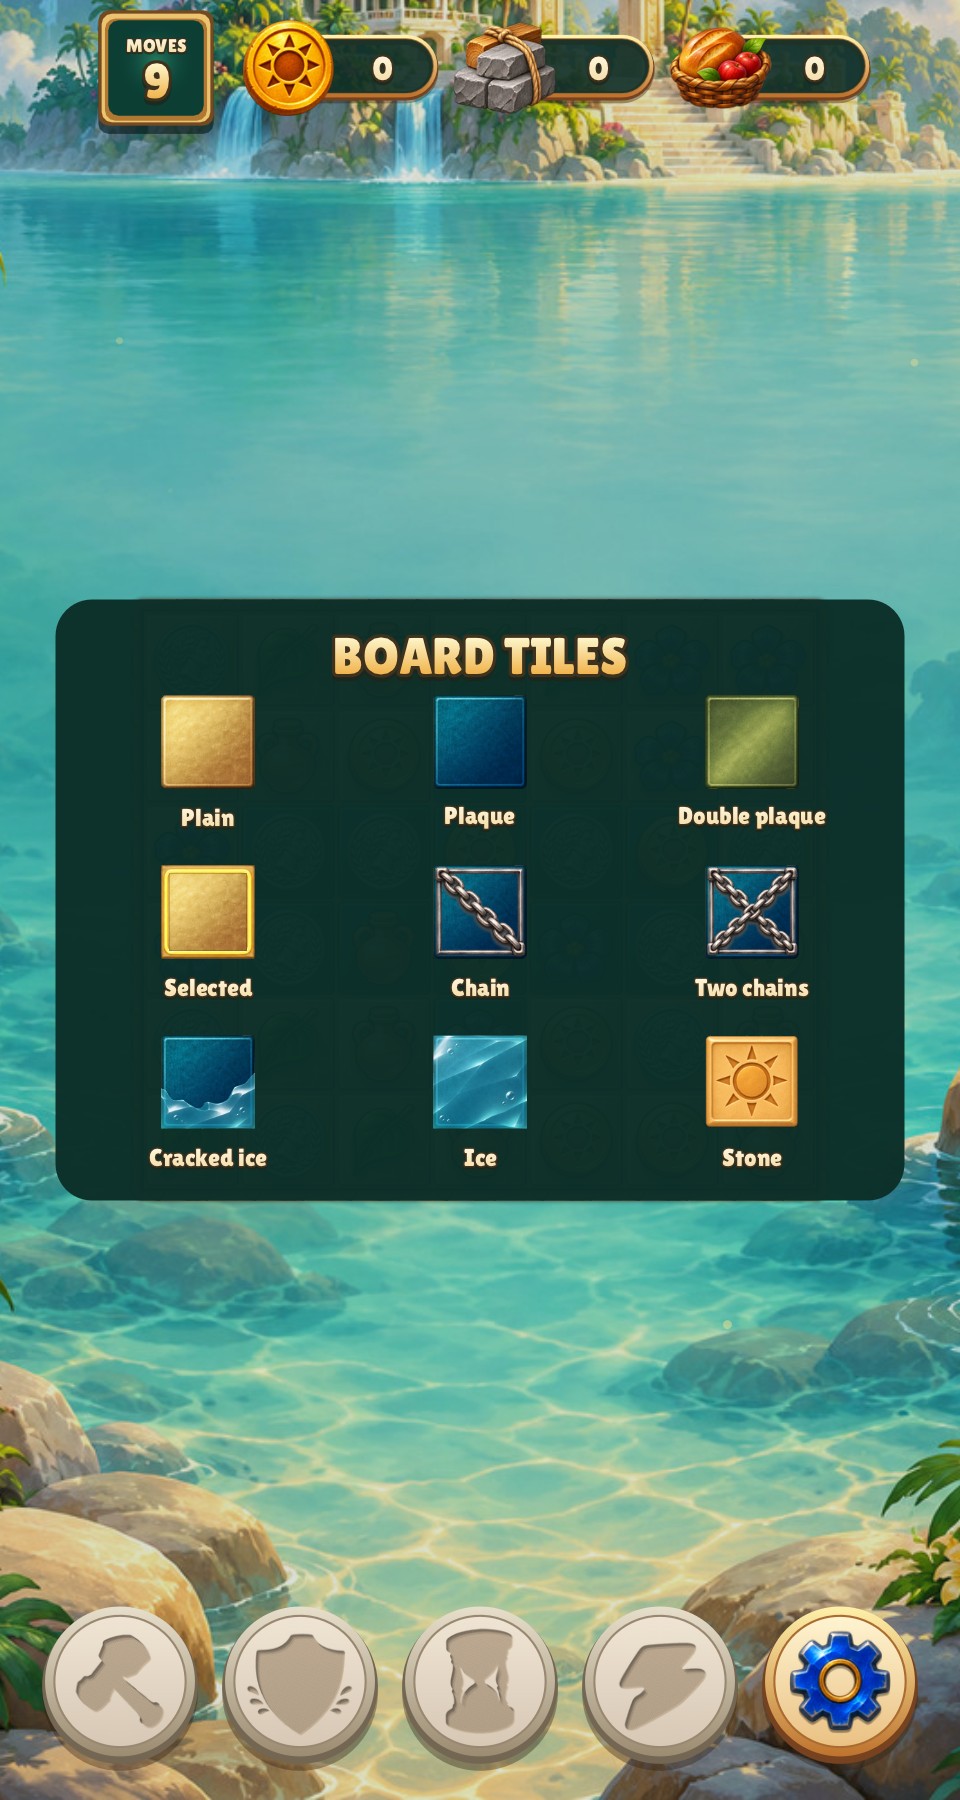 MOVES
9
0
0
0
BOARD TILES
Plain
Plaque
Double plaque
Selected
Chain
Two chains
Cracked ice
Ice
Stone